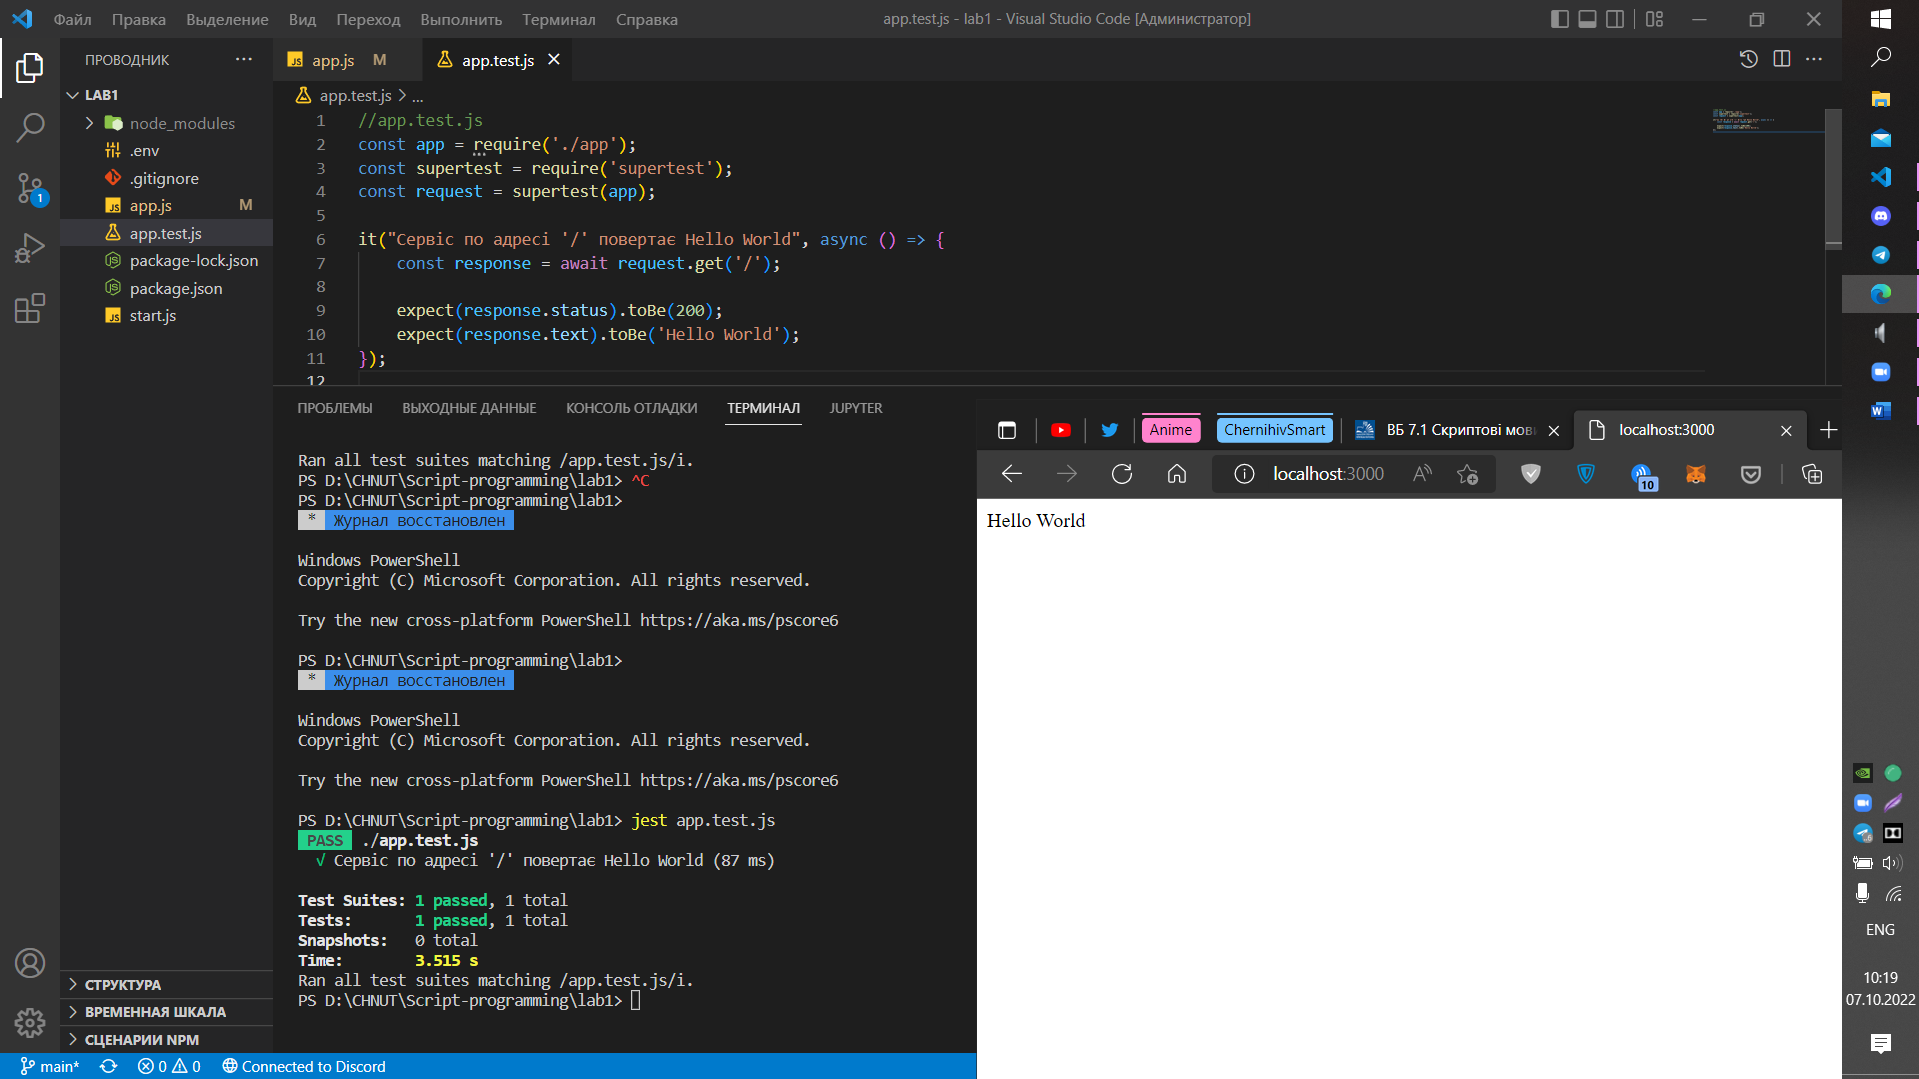 Файл Правка Выделение Вид Переход Выполнить Терминал Справка
app.test.js - lab1 - Visual Studio Code [Администратор]
ПРОВОДНИК
LAB1
node_modules
.env
.gitignore
app.js M
app.test.js
package-lock.json
package.json
start.js
СТРУКТУРА
ВРЕМЕННАЯ ШКАЛА
СЦЕНАРИИ NPM
1
app.js M
app.test.js
app.test.js > ...
1 //app.test.js
2 const app = require('./app');
3 const supertest = require('supertest');
4 const request = supertest(app);
5
6 it("Сервіс по адресі '/' повертає Hello World", async () => {
7 const response = await request.get('/');
8
9 expect(response.status).toBe(200);
10 expect(response.text).toBe('Hello World');
11 });
12
ПРОБЛЕМЫ ВЫХОДНЫЕ ДАННЫЕ КОНСОЛЬ ОТЛАДКИ ТЕРМИНАЛ JUPYTER
Ran all test suites matching /app.test.js/i.
PS D:\CHNUT\Script-programming\lab1> ^C
PS D:\CHNUT\Script-programming\lab1>
* Журнал восстановлен
Windows PowerShell
Copyright (C) Microsoft Corporation. All rights reserved.
Try the new cross-platform PowerShell https://aka.ms/pscore6
PS D:\CHNUT\Script-programming\lab1>
* Журнал восстановлен
Windows PowerShell
Copyright (C) Microsoft Corporation. All rights reserved.
Try the new cross-platform PowerShell https://aka.ms/pscore6
PS D:\CHNUT\Script-programming\lab1> jest app.test.js
PASS ./app.test.js
√ Сервіс по адресі '/' повертає Hello World (87 ms)
Test Suites: 1 passed, 1 total
Tests: 1 passed, 1 total
Snapshots: 0 total
Time: 3.515 s
Ran all test suites matching /app.test.js/i.
PS D:\CHNUT\Script-programming\lab1>
main* 0 0 Connected to Discord
Anime ChernihivSmart ВБ 7.1 Скриптові мов localhost:3000
localhost:3000
10
Hello World
ENG
10:19
07.10.2022